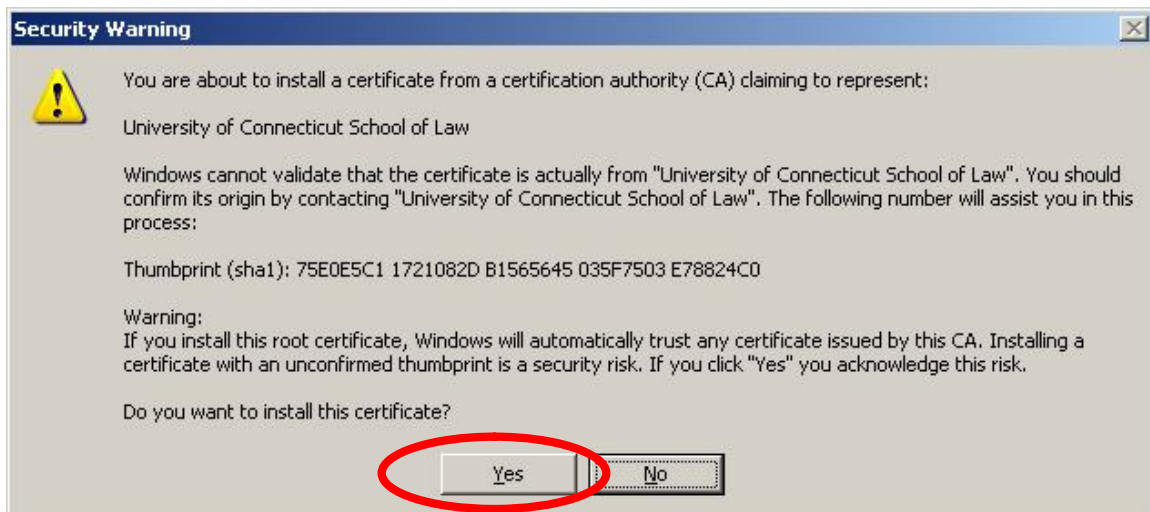 Security Warning
You are about to install a certificate from a certification authority (CA) claiming to represent:
University of Connecticut School of Law
Windows cannot validate that the certificate is actually from "University of Connecticut School of Law". You should
confirm its origin by contacting "University of Connecticut School of Law". The following number will assist you in this
process:
Thumbprint (sha1): 75E0E5C1 1721082D B1565645 035F7503 E78824C0
Warning:
If you install this root certificate, Windows will automatically trust any certificate issued by this CA. Installing a
certificate with an unconfirmed thumbprint is a security risk. If you click "Yes" you acknowledge this risk.
Do you want to install this certificate?
Yes No